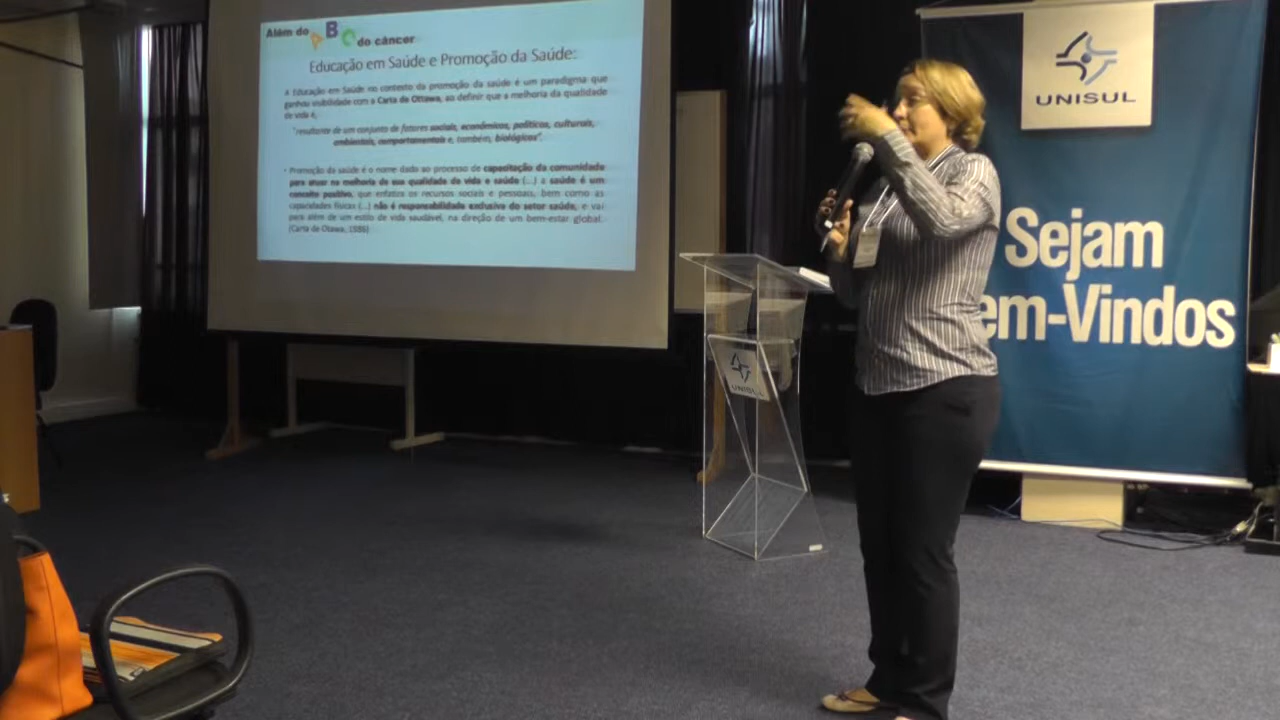 Além do A B C do câncer
Educação em Saúde e Promoção da Saúde:
A Educação em Saúde no contexto da promoção da saúde é um paradigma que
ganhou visibilidade com a Carta de Ottawa, ao definir que a melhoria da qualidade
de vida é,
"resultante de um conjunto de fatores sociais, econômicos, políticos, culturais,
ambientais, comportamentais e, também, biológicos".
• Promoção da saúde é o nome dado ao processo de capacitação da comunidade
para atuar na melhoria de sua qualidade de vida e saúde (...) a saúde é um
conceito positivo, que enfatiza os recursos sociais e pessoais, bem como as
capacidades físicas (...) não é responsabilidade exclusiva do setor saúde, e vai
para além de um estilo de vida saudável, na direção de um bem-estar global.
(Carta de Otawa, 1986)
UNISUL
Sejam
em-Vindos
UNISUL